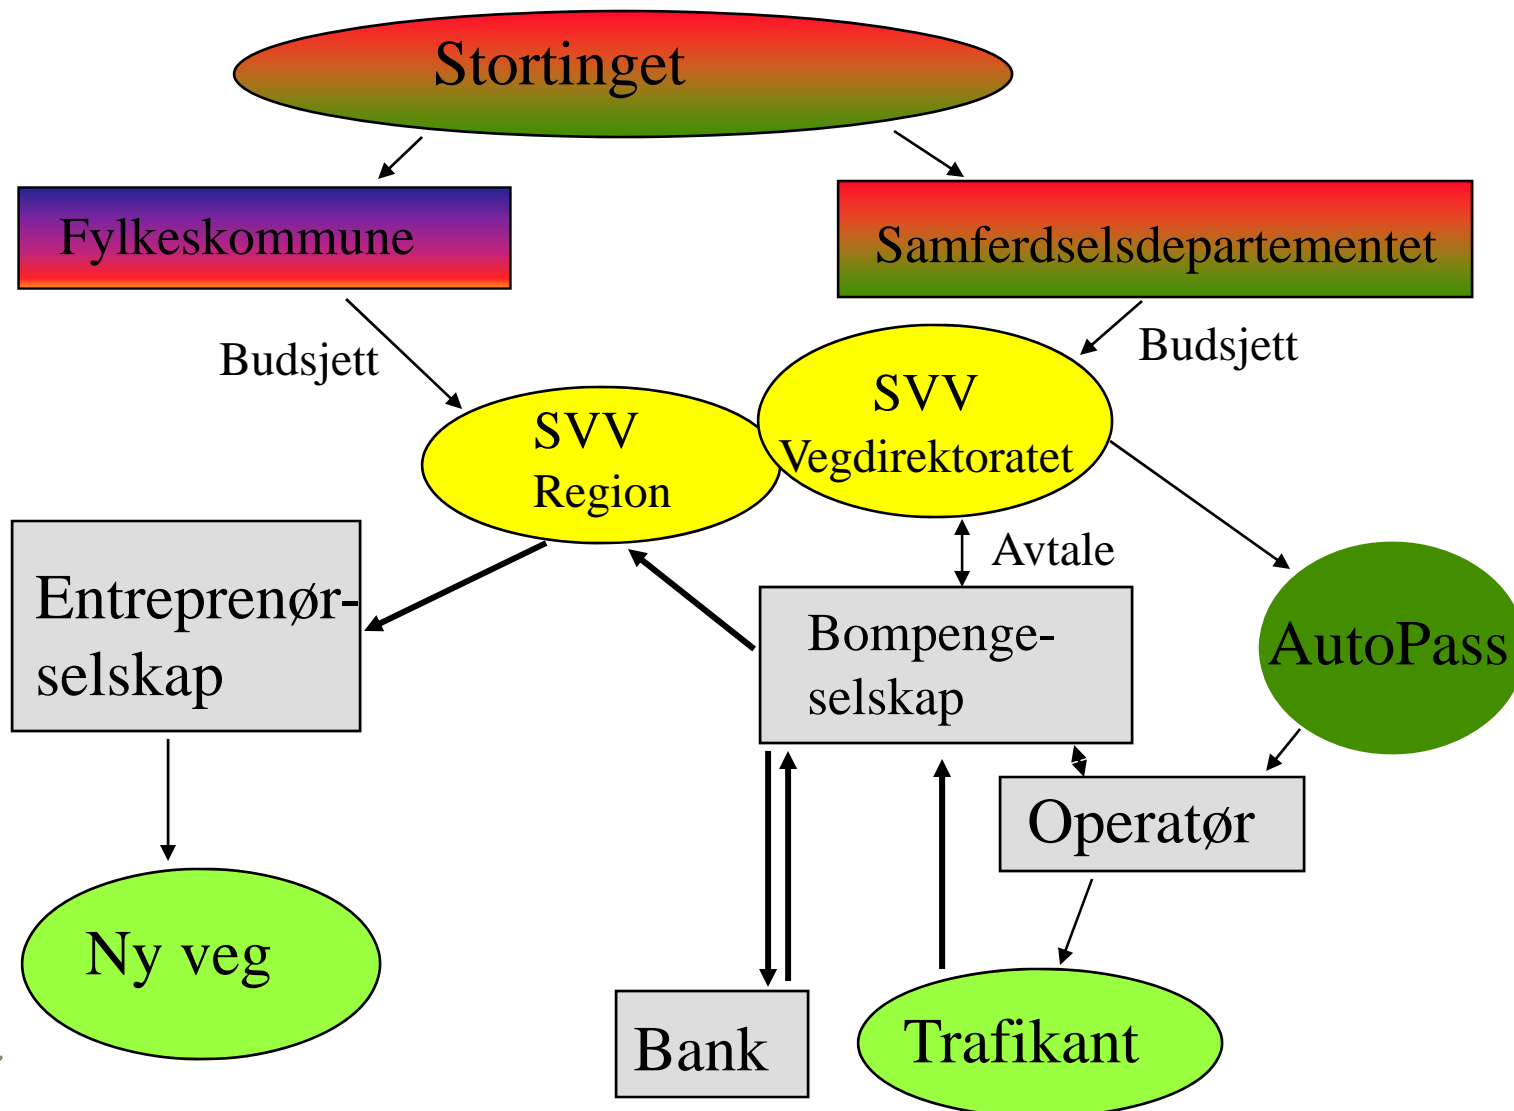 Stortinget
Fylkeskommune
Samferdselsdepartementet
Budsjett
Budsjett
SVV
Region
SVV
Vegdirektoratet
Avtale
Entreprenør-
selskap
Bompenge-
selskap
AutoPass
Operatør
Ny veg
Bank
Trafikant